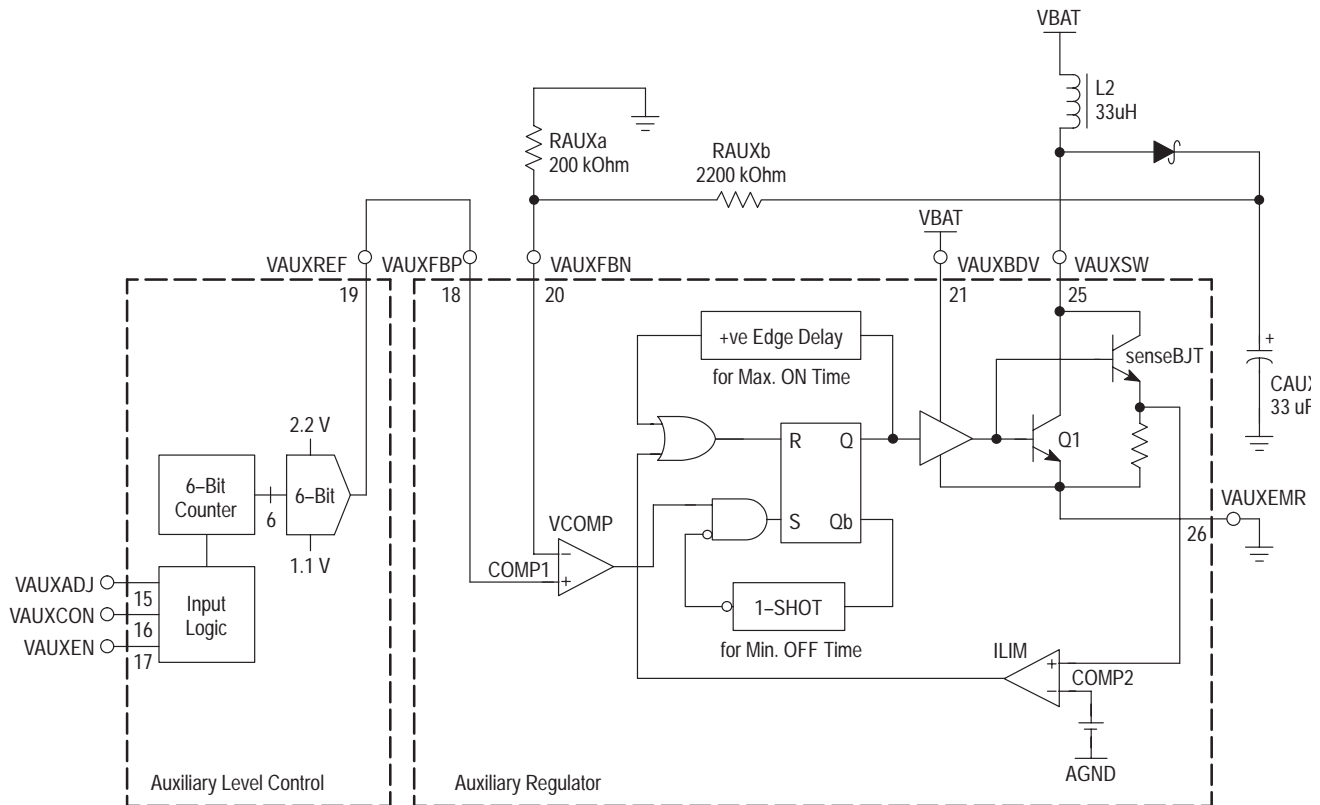 VBAT
L2
33uH
RAUXa
200 kOhm
RAUXb
2200 kOhm
VBAT
VAUXREF
VAUXFBP
VAUXFBN
VAUXBDV
VAUXSW
19
18
20
21
25
+ve Edge Delay
for Max. ON Time
senseBJT
+
CAUX
33 uF
2.2 V
6–Bit
Counter
6
6–Bit
1.1 V
R
Q
S
Qb
Q1
VAUXEMR
26
VCOMP
–
COMP1
+
1–SHOT
for Min. OFF Time
VAUXADJ
15
VAUXCON
16
VAUXEN
17
Input
Logic
ILIM
+
COMP2
–
AGND
Auxiliary Level Control
Auxiliary Regulator